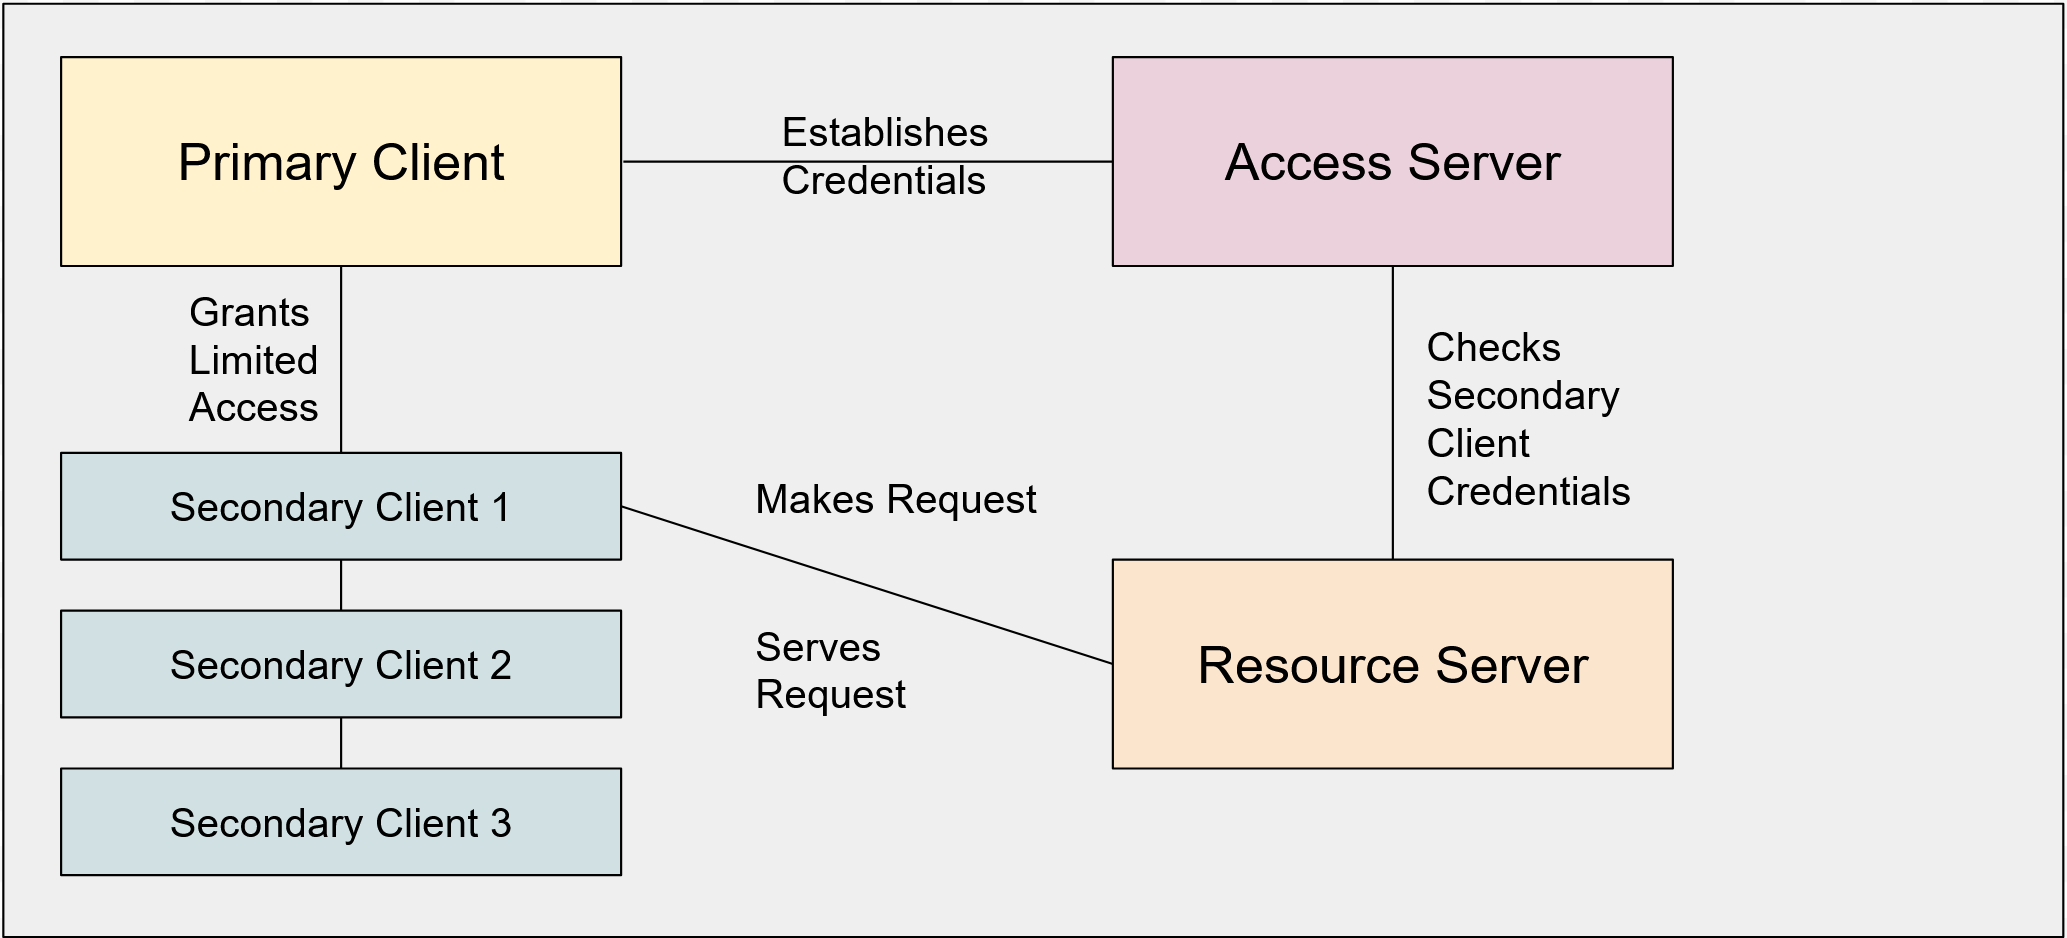 Primary Client
Establishes
Credentials
Access Server
Grants
Limited
Access
Checks
Secondary
Client
Credentials
Secondary Client 1
Makes Request
Secondary Client 2
Serves
Request
Resource Server
Secondary Client 3